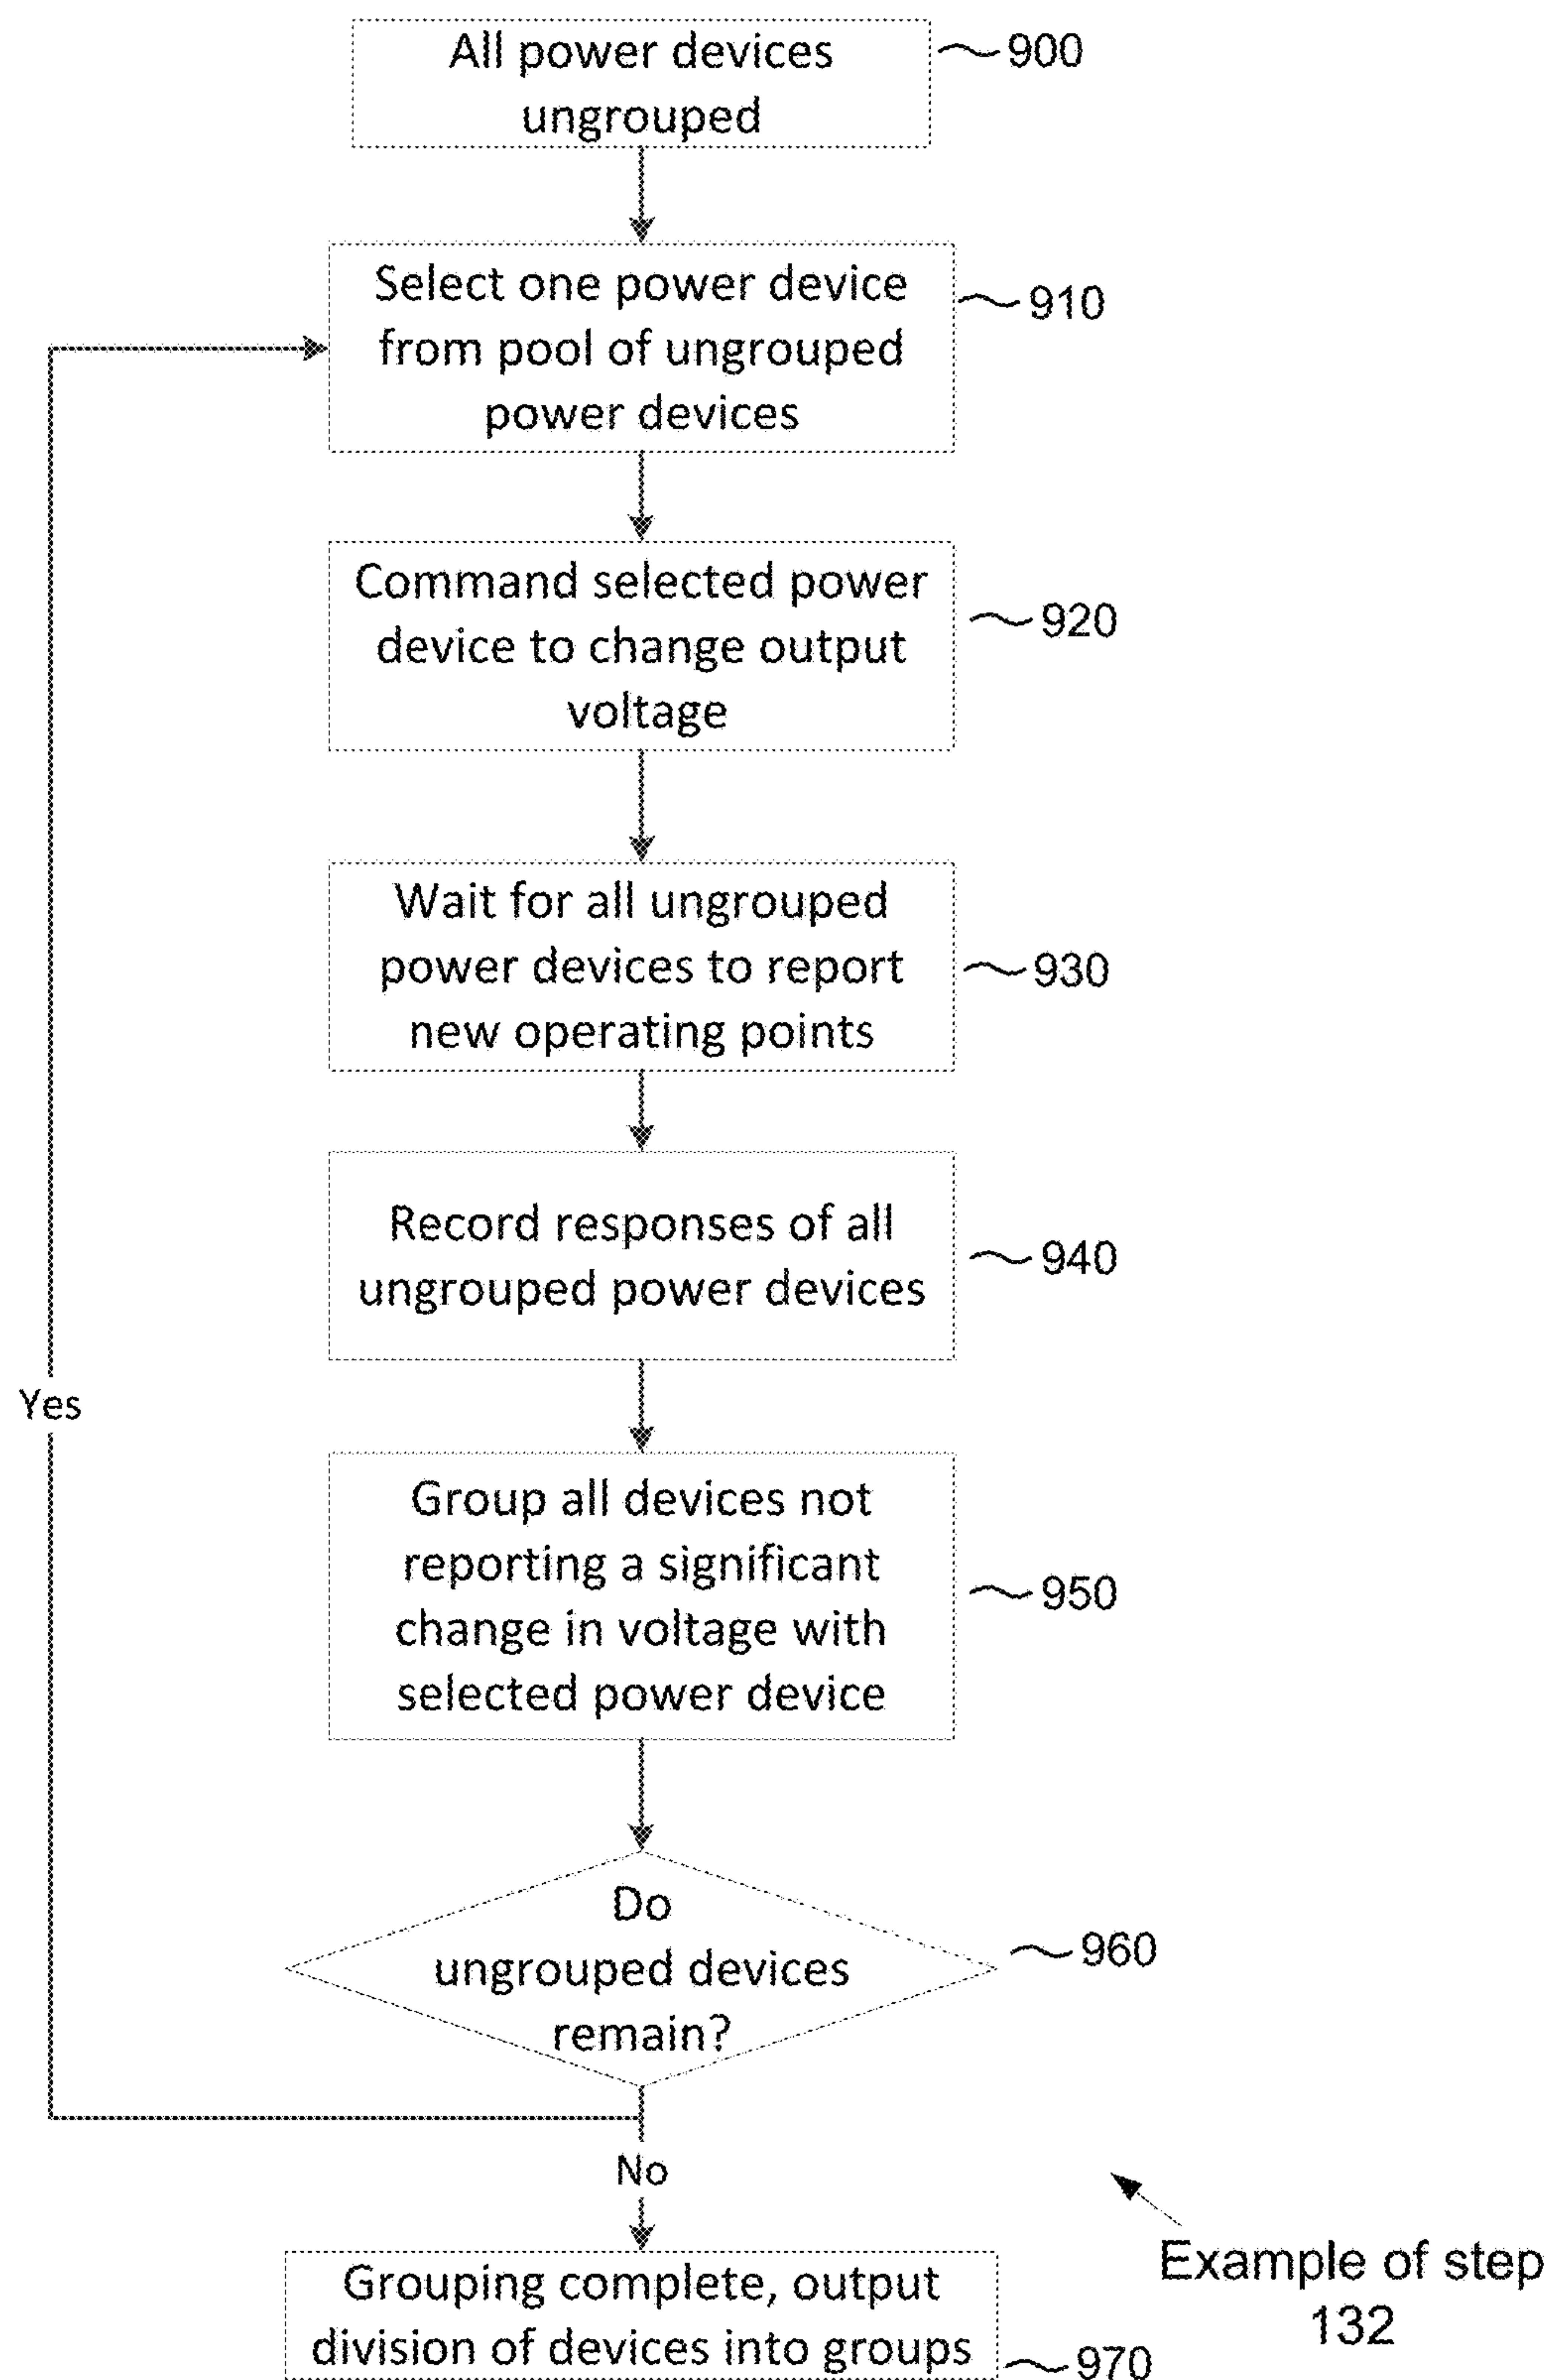 All power devices
ungrouped
900
Select one power device
from pool of ungrouped
power devices
910
Command selected power
device to change output
voltage
920
Wait for all ungrouped
power devices to report
new operating points
930
Record responses of all
ungrouped power devices
940
Yes
Group all devices not
reporting a significant
change in voltage with
selected power device
950
Do
ungrouped devices
remain?
960
No
Grouping complete, output
division of devices into groups
970
Example of step
132